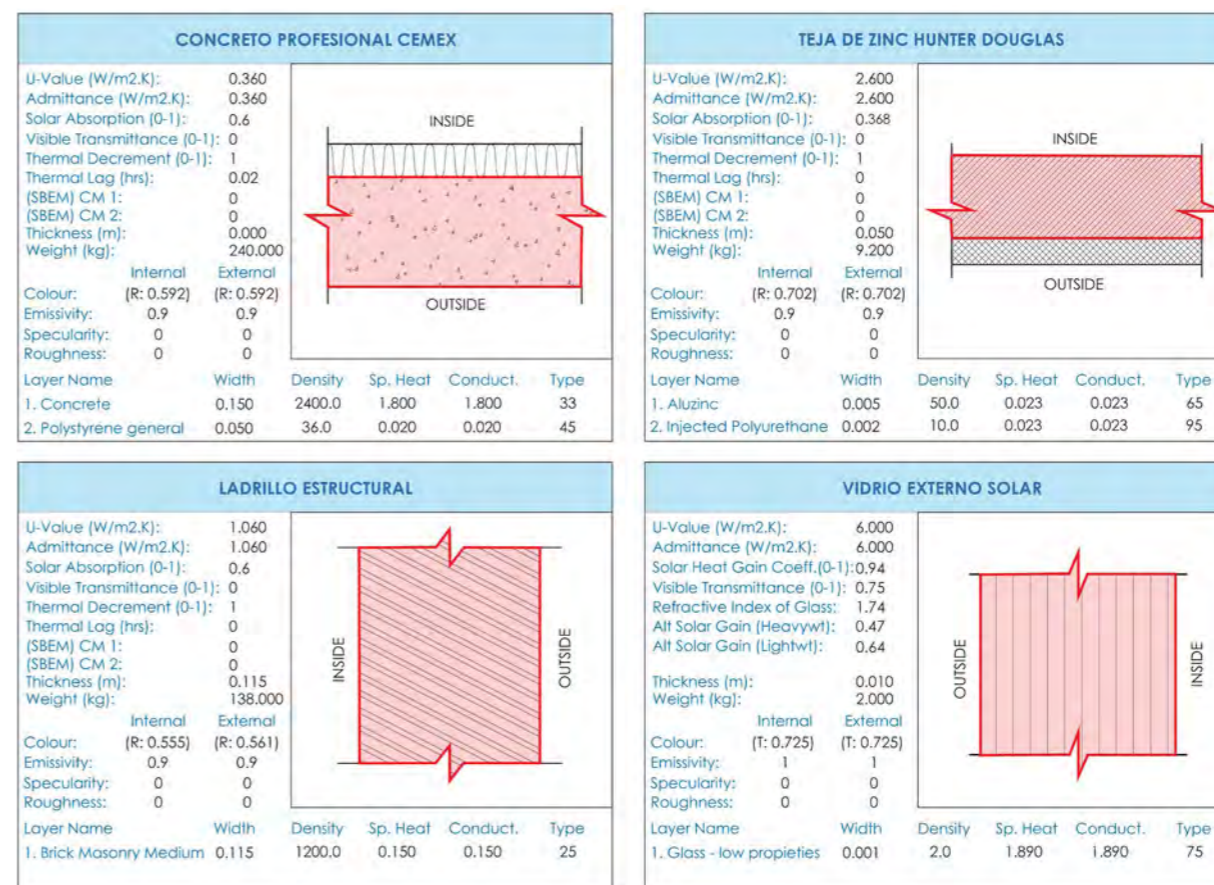 CONCRETO PROFESIONAL CEMEX
U-Value (W/m2.K): 0.360
Admittance (W/m2.K): 0.360
Solar Absorption (0-1): 0.6
Visible Transmittance (0-1): 0
Thermal Decrement (0-1): 1
Thermal Lag (hrs): 0.02
(SBEM) CM 1: 0
(SBEM) CM 2: 0
Thickness (m): 0.000
Weight (kg): 240.000
Internal External
Colour: (R: 0.592) (R: 0.592)
Emissivity: 0.9 0.9
Specularity: 0 0
Roughness: 0 0
INSIDE
OUTSIDE
Layer Name Width Density Sp. Heat Conduct. Type
1. Concrete 0.150 2400.0 1.800 1.800 33
2. Polystyrene general 0.050 36.0 0.020 0.020 45
TEJA DE ZINC HUNTER DOUGLAS
U-Value (W/m2.K): 2.600
Admittance (W/m2.K): 2.600
Solar Absorption (0-1): 0.368
Visible Transmittance (0-1): 0
Thermal Decrement (0-1): 1
Thermal Lag (hrs): 0
(SBEM) CM 1: 0
(SBEM) CM 2: 0
Thickness (m): 0.050
Weight (kg): 9.200
Internal External
Colour: (R: 0.702) (R: 0.702)
Emissivity: 0.9 0.9
Specularity: 0 0
Roughness: 0 0
INSIDE
OUTSIDE
Layer Name Width Density Sp. Heat Conduct. Type
1. Aluzinc 0.005 50.0 0.023 0.023 65
2. Injected Polyurethane 0.002 10.0 0.023 0.023 95
LADRILLO ESTRUCTURAL
U-Value (W/m2.K): 1.060
Admittance (W/m2.K): 1.060
Solar Absorption (0-1): 0.6
Visible Transmittance (0-1): 0
Thermal Decrement (0-1): 1
Thermal Lag (hrs): 0
(SBEM) CM 1: 0
(SBEM) CM 2: 0
Thickness (m): 0.115
Weight (kg): 138.000
Internal External
Colour: (R: 0.555) (R: 0.561)
Emissivity: 0.9 0.9
Specularity: 0 0
Roughness: 0 0
INSIDE
OUTSIDE
Layer Name Width Density Sp. Heat Conduct. Type
1. Brick Masonry Medium 0.115 1200.0 0.150 0.150 25
VIDRIO EXTERNO SOLAR
U-Value (W/m2.K): 6.000
Admittance (W/m2.K): 6.000
Solar Heat Gain Coeff.(0-1): 0.94
Visible Transmittance (0-1): 0.75
Refractive Index of Glass: 1.74
Alt Solar Gain (Heavywt): 0.47
Alt Solar Gain (Lightwt): 0.64
Thickness (m): 0.010
Weight (kg): 2.000
Internal External
Colour: (T: 0.725) (T: 0.725)
Emissivity: 1 1
Specularity: 0 0
Roughness: 0 0
OUTSIDE
INSIDE
Layer Name Width Density Sp. Heat Conduct. Type
1. Glass - low propieties 0.001 2.0 1.890 1.890 75